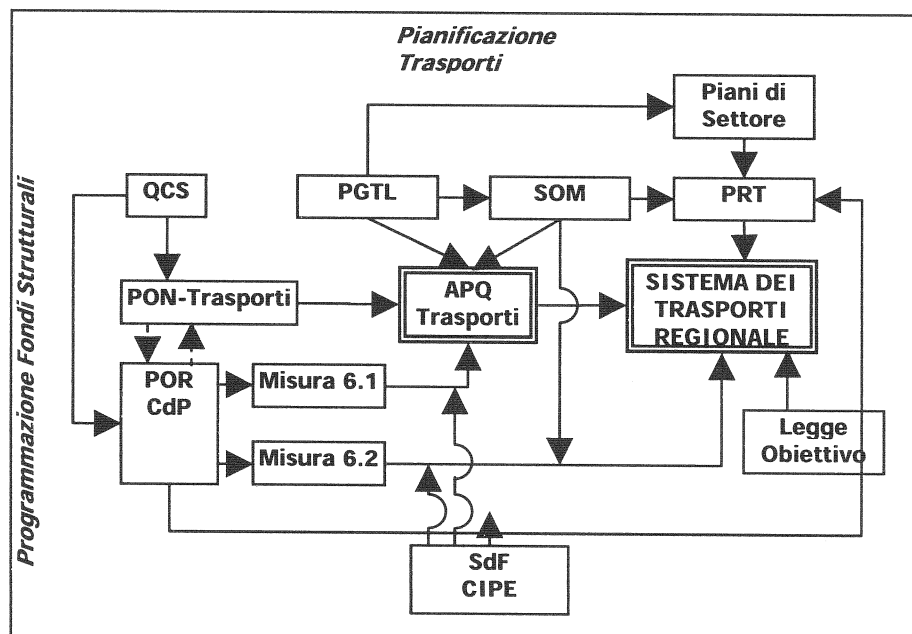 Pianificazione
Trasporti
Programmazione Fondi Strutturali
Piani di
Settore
QCS
PGTL
SOM
PRT
PON-Trasporti
APQ
Trasporti
SISTEMA DEI
TRASPORTI
REGIONALE
POR
CdP
Misura 6.1
Misura 6.2
Legge
Obiettivo
SdF
CIPE